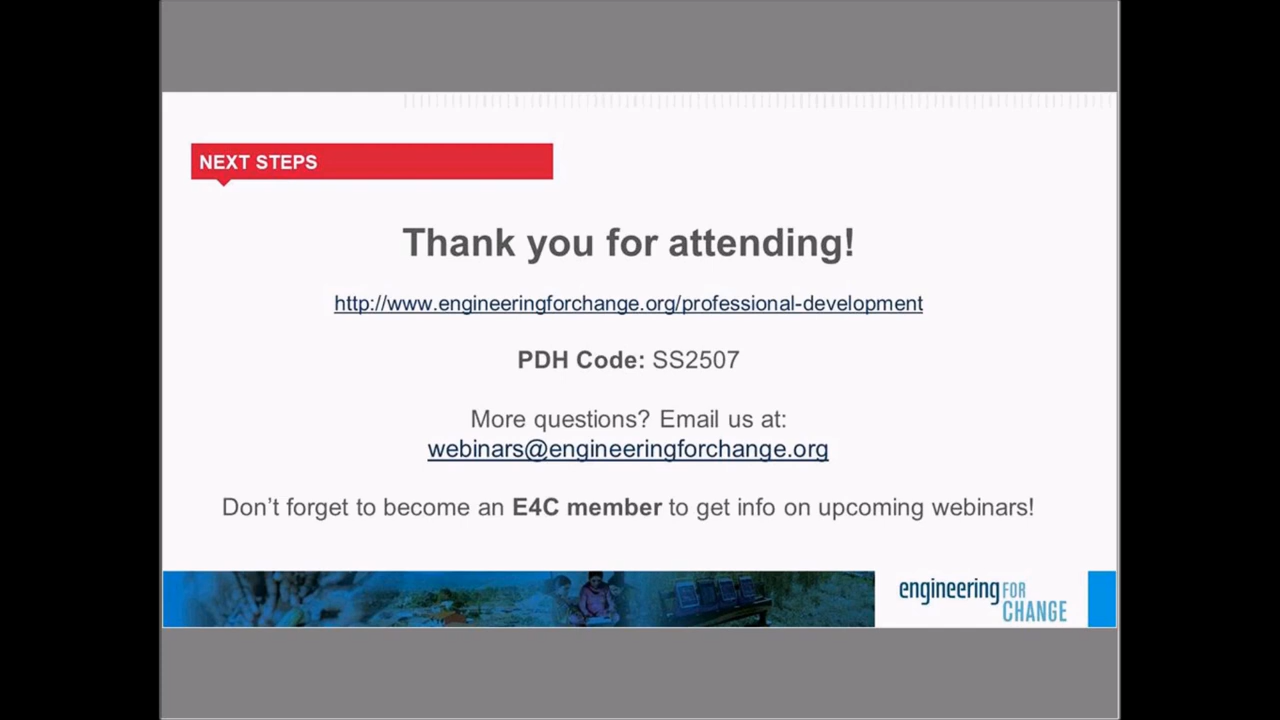 NEXT STEPS
Thank you for attending!
http://www.engineeringforchange.org/professional-development
PDH Code: SS2507
More questions? Email us at:
webinars@engineeringforchange.org
Don’t forget to become an E4C member to get info on upcoming webinars!
engineering FOR
CHANGE